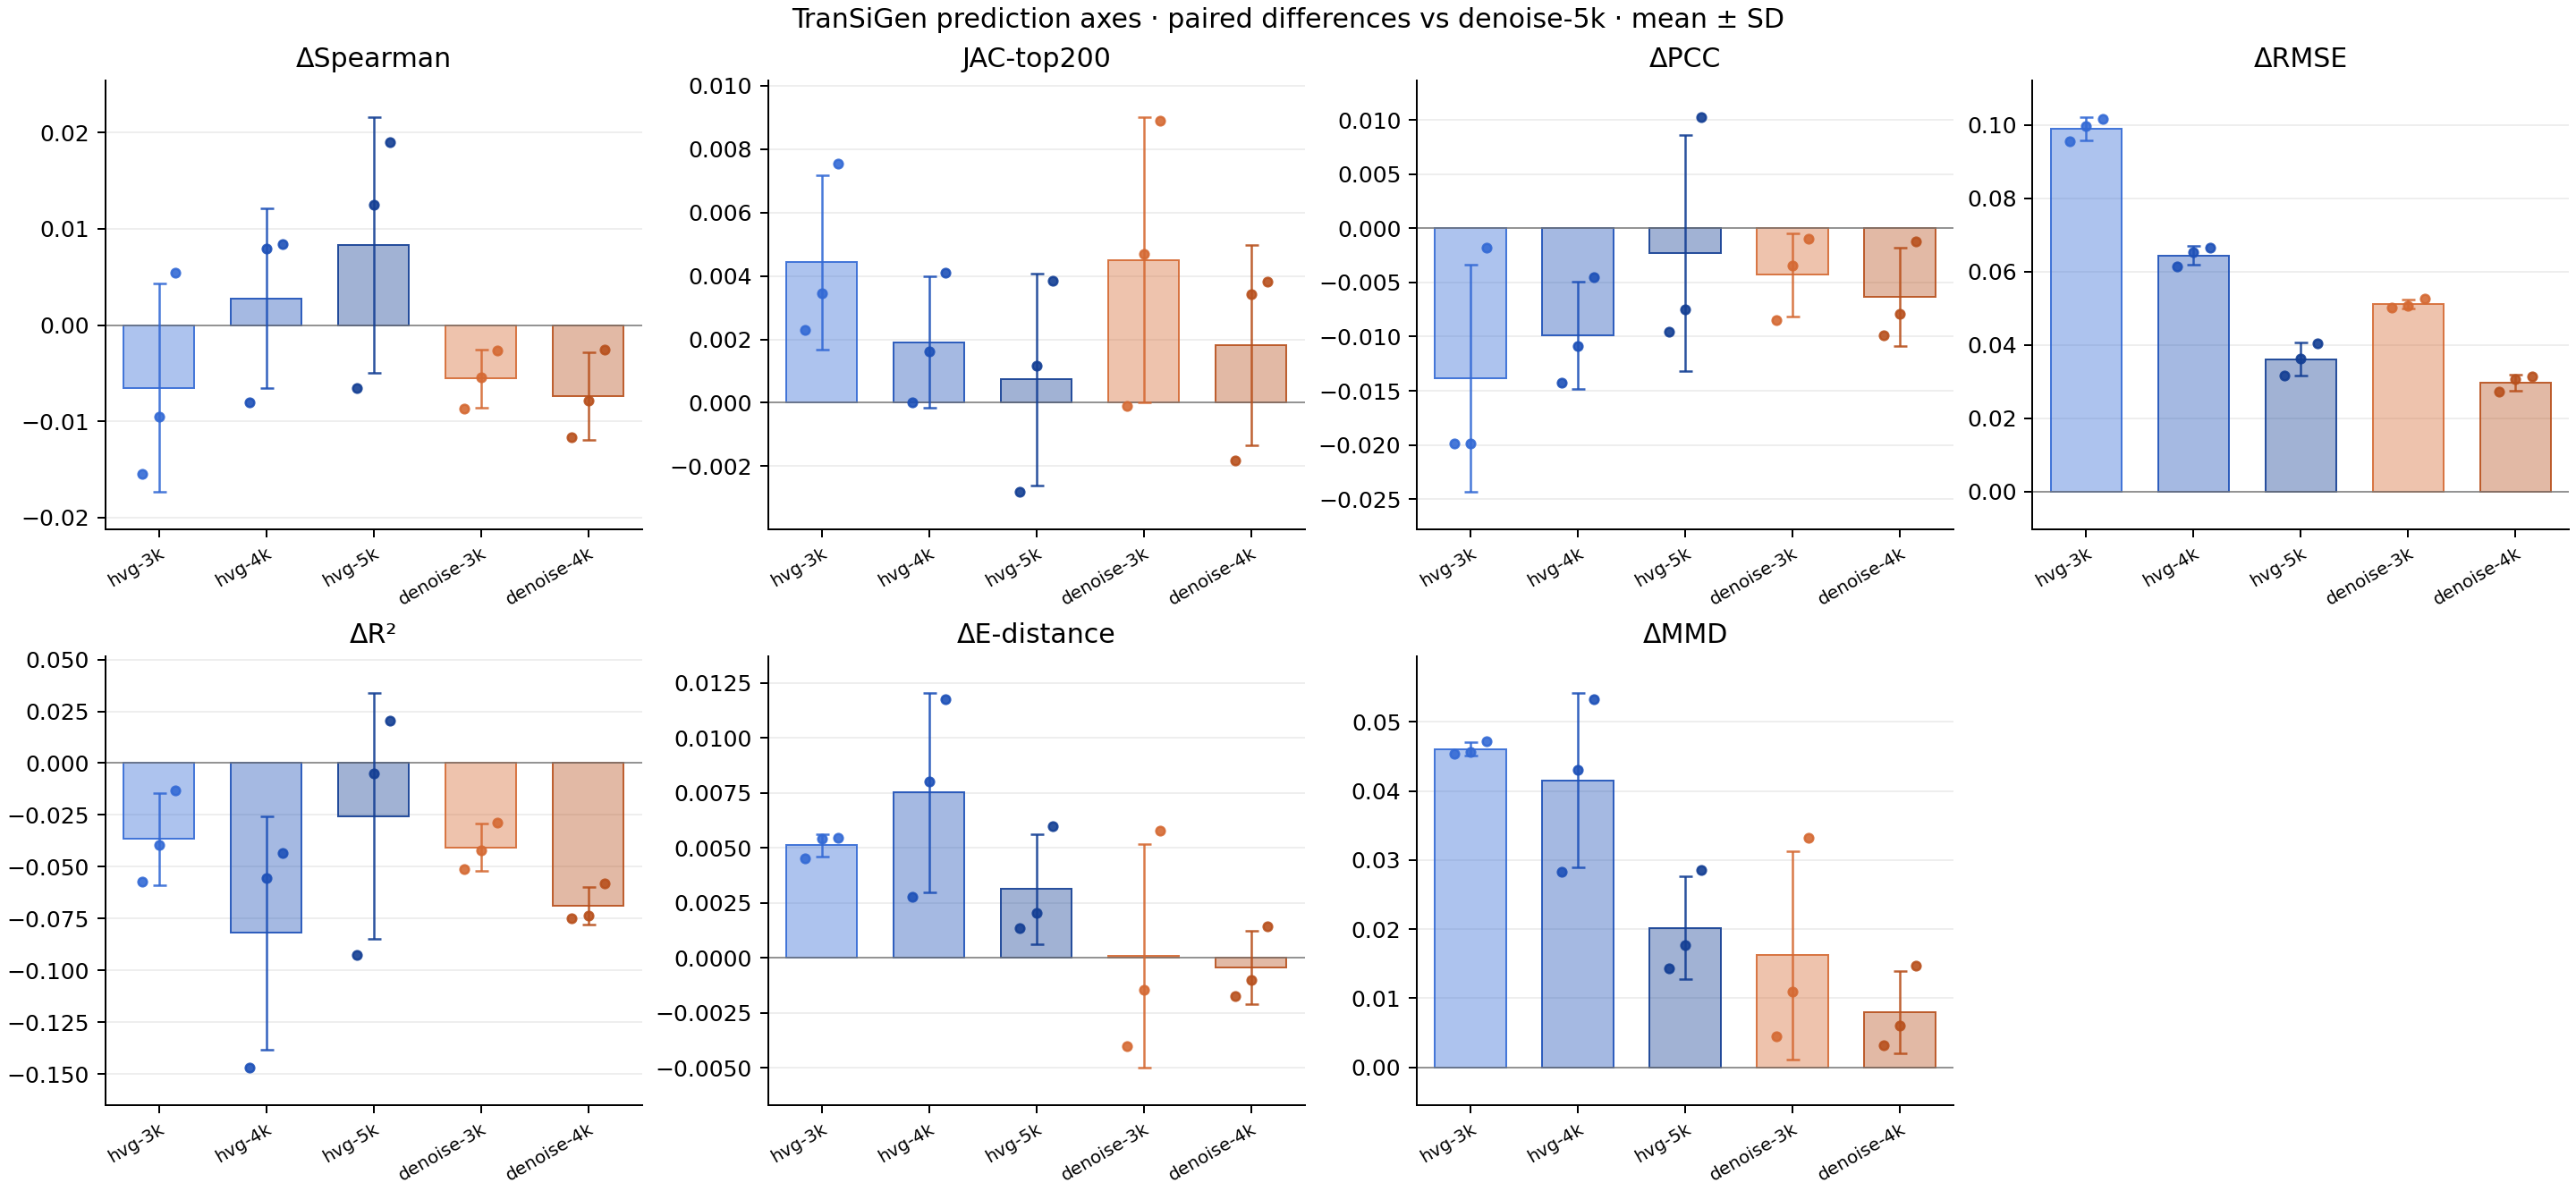 TranSiGen prediction axes · paired differences vs denoise-5k · mean ± SD
ΔSpearman
0.02
0.01
0.00
−0.01
−0.02
hvg-3k
hvg-4k
hvg-5k
denoise-3k
denoise-4k
JAC-top200
0.010
0.008
0.006
0.004
0.002
0.000
−0.002
hvg-3k
hvg-4k
hvg-5k
denoise-3k
denoise-4k
ΔPCC
0.010
0.005
0.000
−0.005
−0.010
−0.015
−0.020
−0.025
hvg-3k
hvg-4k
hvg-5k
denoise-3k
denoise-4k
ΔRMSE
0.10
0.08
0.06
0.04
0.02
0.00
hvg-3k
hvg-4k
hvg-5k
denoise-3k
denoise-4k
ΔR²
0.050
0.025
0.000
−0.025
−0.050
−0.075
−0.100
−0.125
−0.150
hvg-3k
hvg-4k
hvg-5k
denoise-3k
denoise-4k
ΔE-distance
0.0125
0.0100
0.0075
0.0050
0.0025
0.0000
−0.0025
−0.0050
hvg-3k
hvg-4k
hvg-5k
denoise-3k
denoise-4k
ΔMMD
0.05
0.04
0.03
0.02
0.01
0.00
hvg-3k
hvg-4k
hvg-5k
denoise-3k
denoise-4k